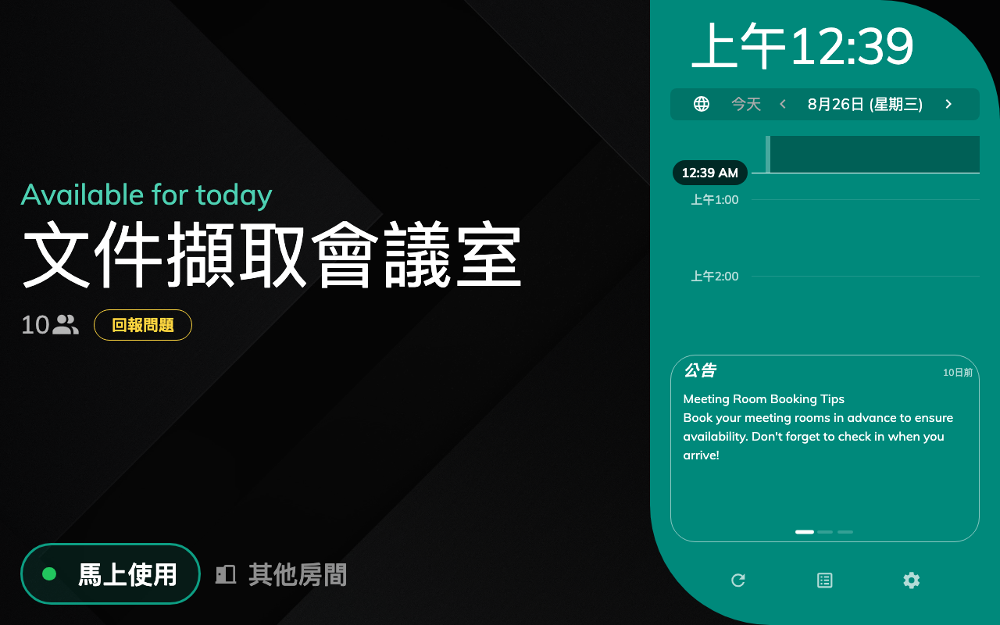 Available for today
文件擷取會議室
10
回報問題
馬上使用
其他房間
上午12:39
今天
8月26日 (星期三)
12:39 AM
上午1:00
上午2:00
公告
10日前
Meeting Room Booking Tips
Book your meeting rooms in advance to ensure
availability. Don't forget to check in when you
arrive!